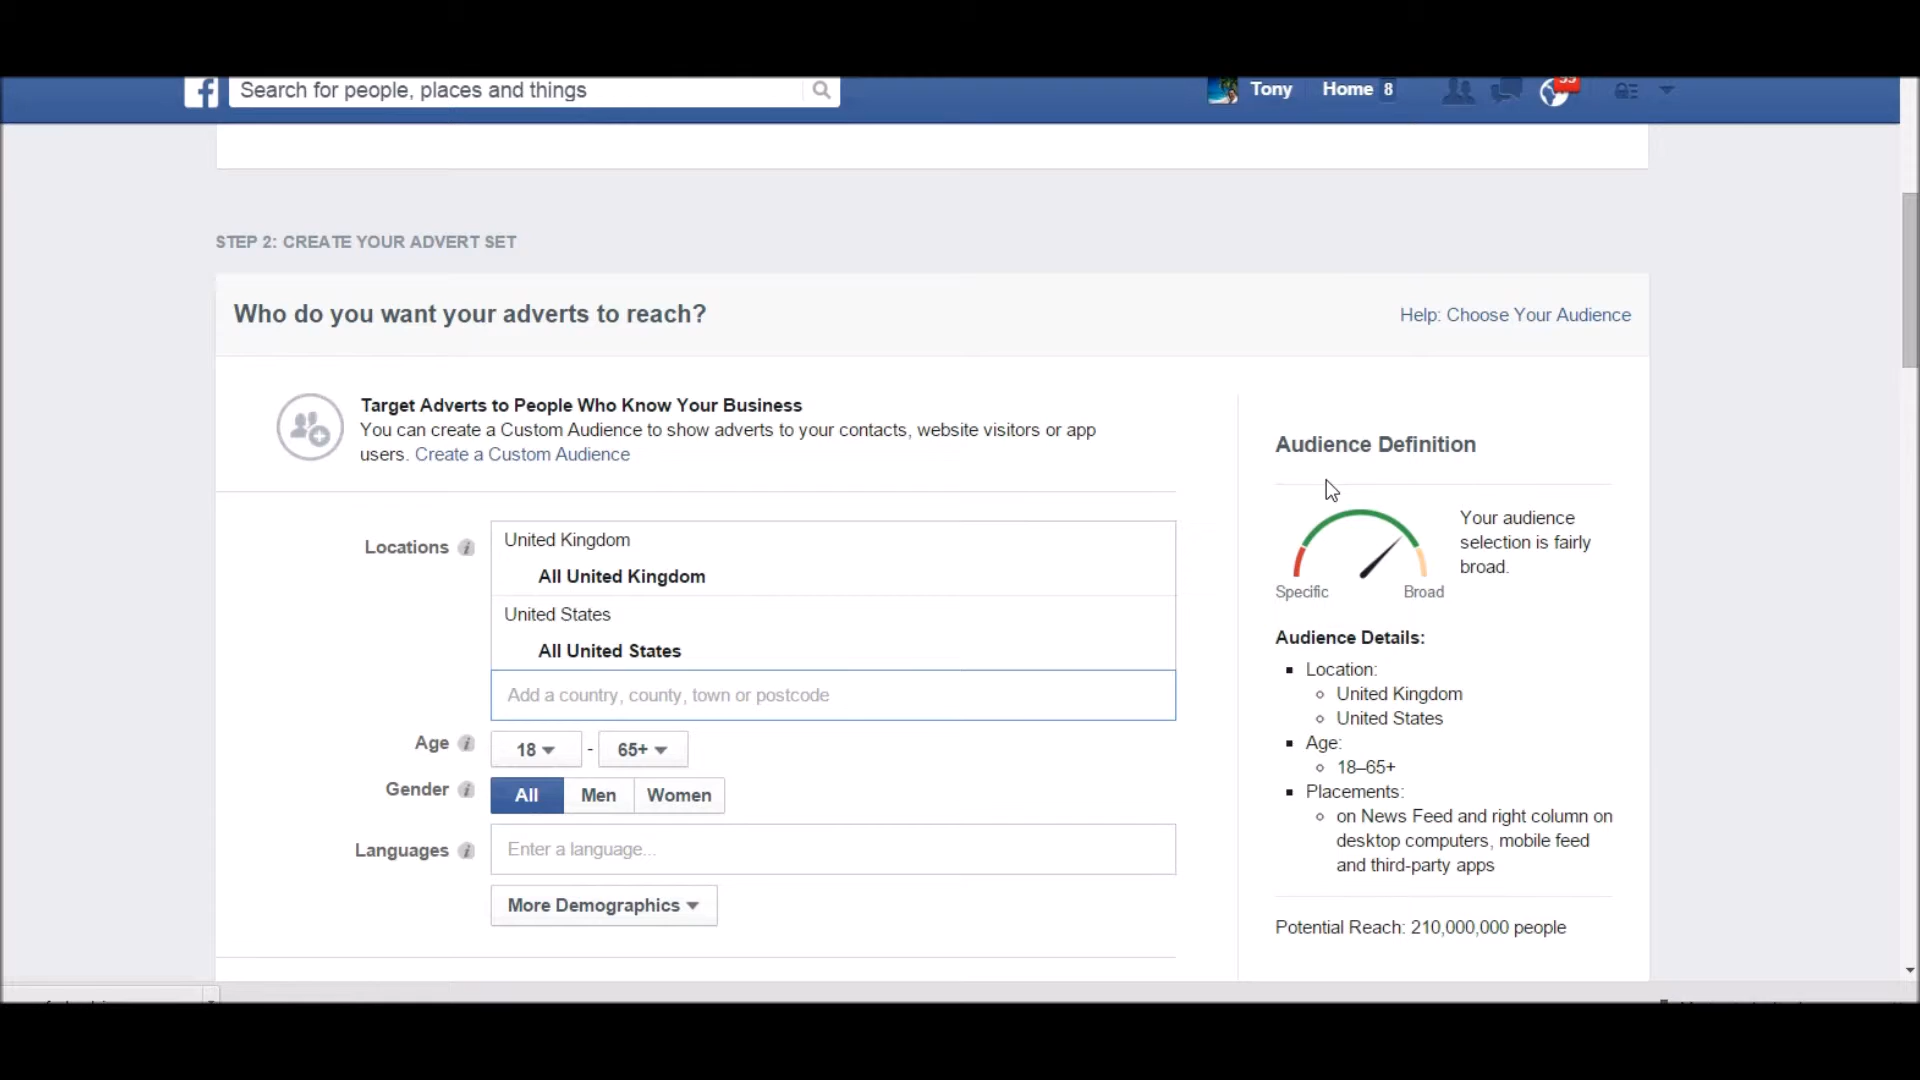 Search for people, places and things
Tony
Home 8
STEP 2: CREATE YOUR ADVERT SET
Who do you want your adverts to reach?
Help: Choose Your Audience
Target Adverts to People Who Know Your Business
You can create a Custom Audience to show adverts to your contacts, website visitors or app
users. Create a Custom Audience
Locations
United Kingdom
All United Kingdom
United States
All United States
Add a country, county, town or postcode
Age
18 - 65+
Gender
All Men Women
Languages
Enter a language...
More Demographics
Audience Definition
Your audience
selection is fairly
broad.
Specific
Broad
Audience Details:
Location:
United Kingdom
United States
Age:
18–65+
Placements:
on News Feed and right column on
desktop computers, mobile feed
and third-party apps
Potential Reach: 210,000,000 people